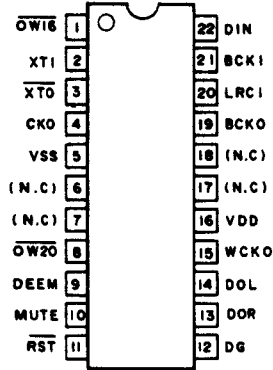 OW16 1 22 DIN
XTI 2 21 BCKI
XTO 3 20 LRCI
CKO 4 19 BCKO
VSS 5 18 (N.C)
(N.C) 6 17 (N.C)
(N.C) 7 16 VDD
OW20 8 15 WCKO
DEEM 9 14 DOL
MUTE 10 13 DOR
RST 11 12 DG